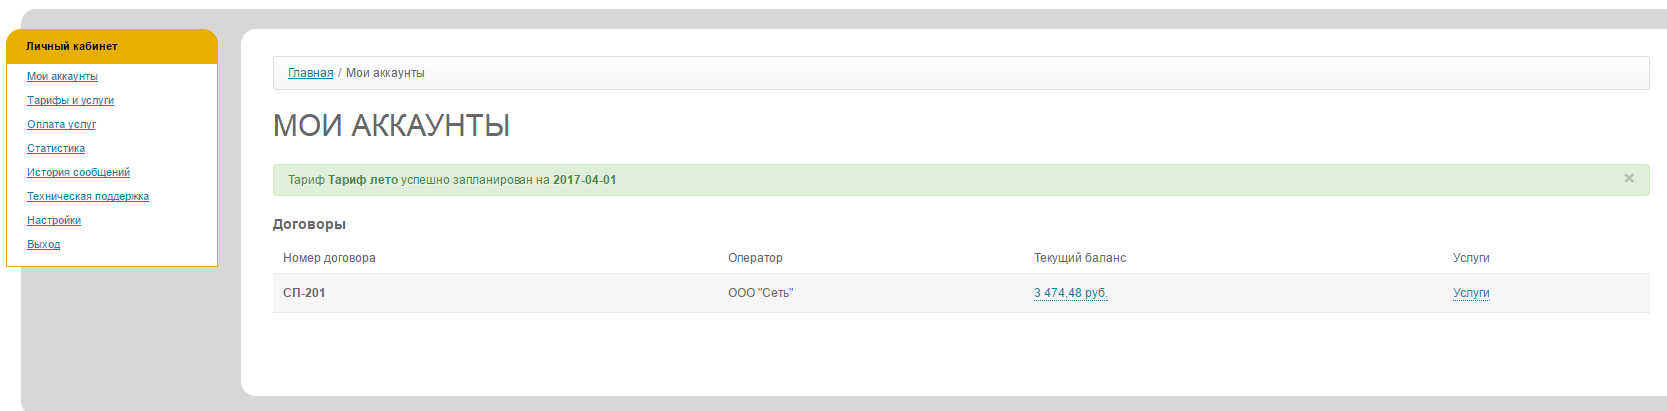 Личный кабинет
Мои аккаунты
Тарифы и услуги
Оплата услуг
Статистика
История сообщений
Техническая поддержка
Настройки
Выход
Главная / Мои аккаунты
МОИ АККАУНТЫ
Тариф Тариф лето успешно запланирован на 2017-04-01 ×
Договоры
Номер договора Оператор Текущий баланс Услуги
СП-201 ООО "Сеть" 3 474,48 руб. Услуги